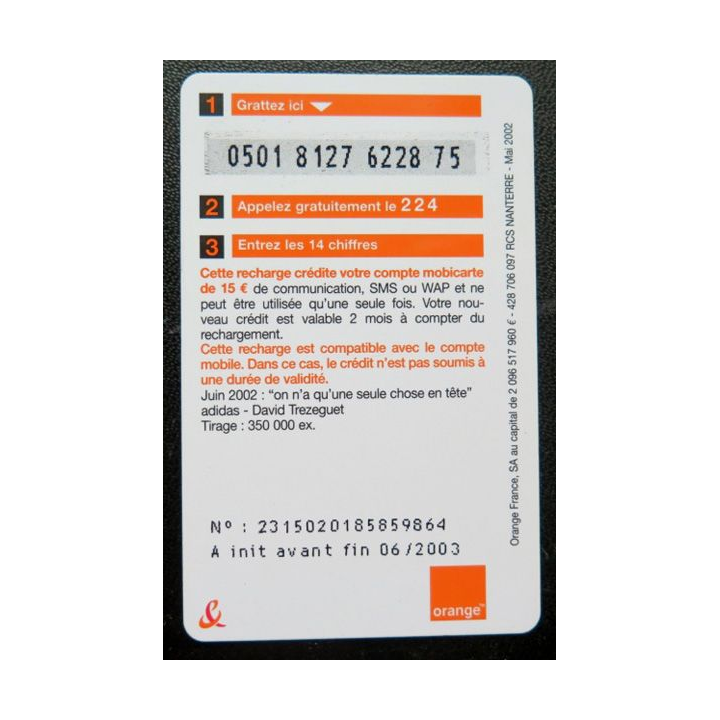 1 Grattez ici
0501 8127 6228 75
2 Appelez gratuitement le 224
3 Entrez les 14 chiffres
Cette recharge crédite votre compte mobicarte
de 15 € de communication, SMS ou WAP et ne
peut être utilisée qu'une seule fois. Votre nou-
veau crédit est valable 2 mois à compter du
rechargement.
Cette recharge est compatible avec le compte
mobile. Dans ce cas, le crédit n'est pas soumis à
une durée de validité.
Juin 2002 : "on n'a qu'une seule chose en tête"
adidas - David Trezeguet
Tirage : 350 000 ex.
Nº : 2315020185859864
A init avant fin 06/2003
orange™
Orange France, SA au capital de 2 096 517 960 € - 428 706 097 RCS NANTERRE - Mai 2002